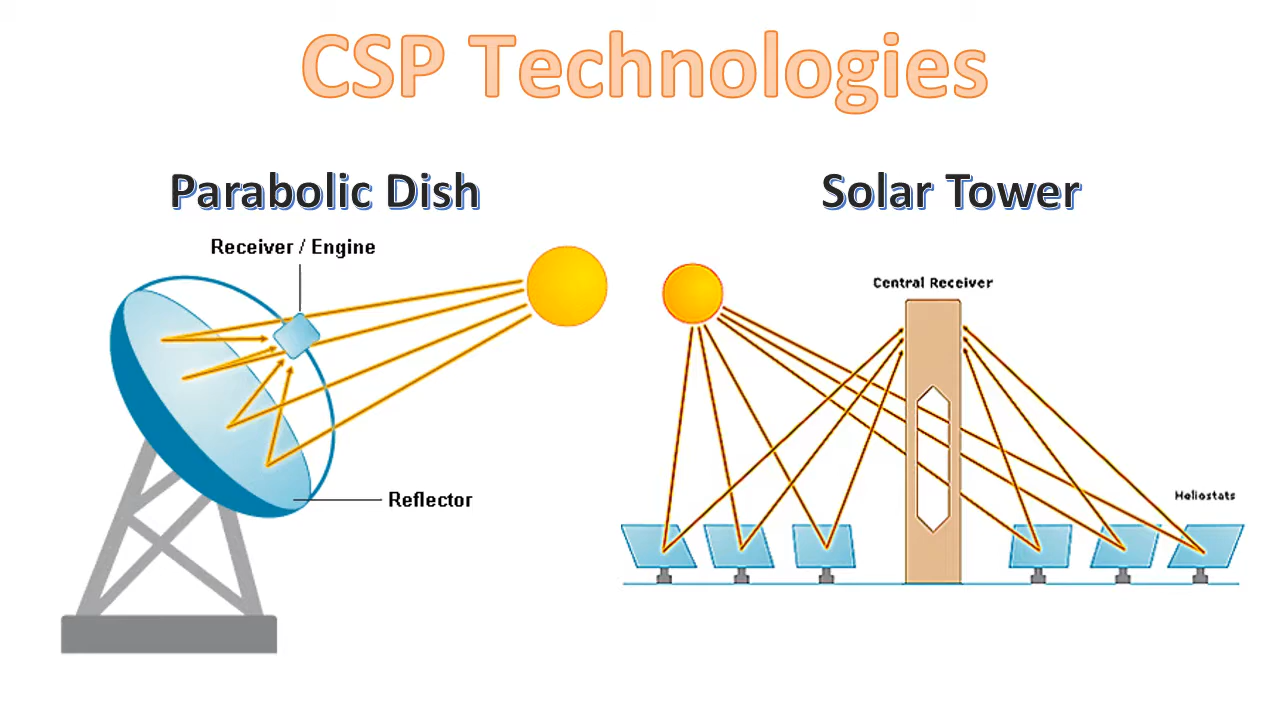 CSP Technologies
Parabolic Dish
Receiver / Engine
Reflector
Solar Tower
Central Receiver
Heliostats